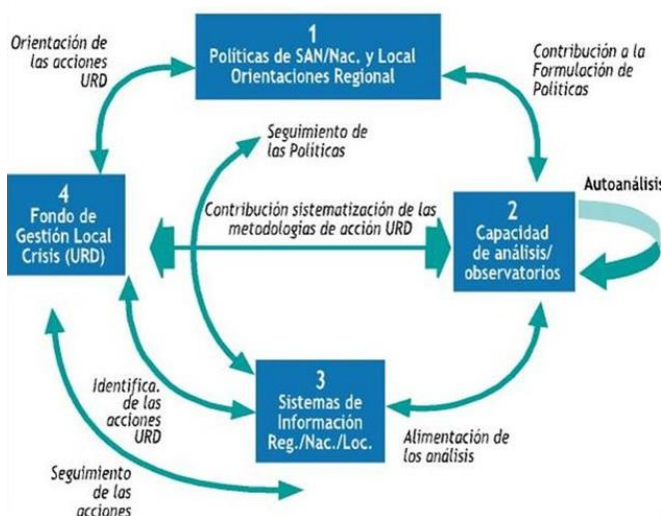 1
Políticas de SAN/Nac. y Local
Orientaciones Regional
Orientación de
las acciones
URD
Contribución a la
Formulación de
Políticas
Seguimiento de
las Políticas
4
Fondo de
Gestión Local
Crisis (URD)
Contribución sistematización de las
metodologias de acción URD
Autoanálisis
2
Capacidad
de análisis/
observatorios
3
Sistemas de
Información
Reg./Nac./Loc.
Identifica.
de las
acciones
URD
Alimentación de
los análisis
Seguimiento
de las
acciones